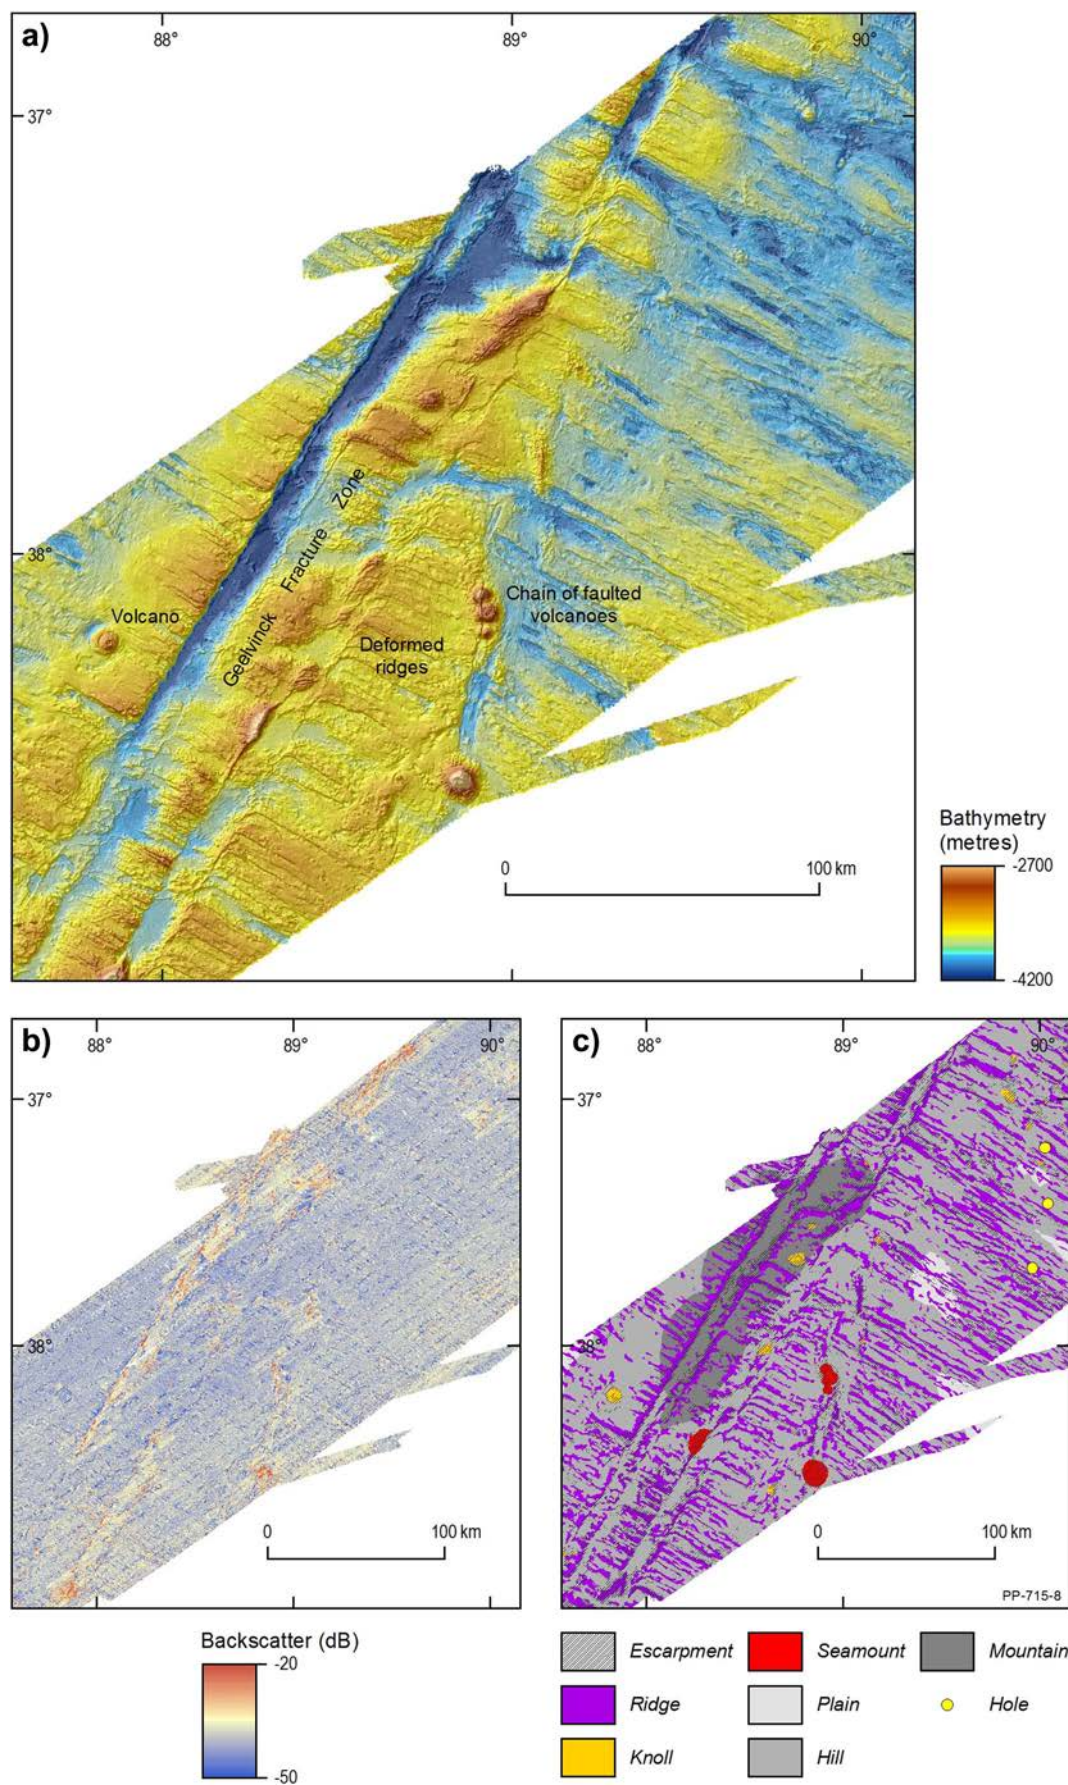 a)
88°
89°
90°
37°
38°
Volcano
Geelvinck Fracture Zone
Deformed
ridges
Chain of faulted
volcanoes
0
100 km
Bathymetry
(metres)
-2700
-4200
b)
88°
89°
90°
37°
38°
0
100 km
Backscatter (dB)
-20
-50
c)
88°
89°
90°
37°
38°
0
100 km
PP-715-8
Escarpment
Seamount
Mountain
Ridge
Plain
Hole
Knoll
Hill